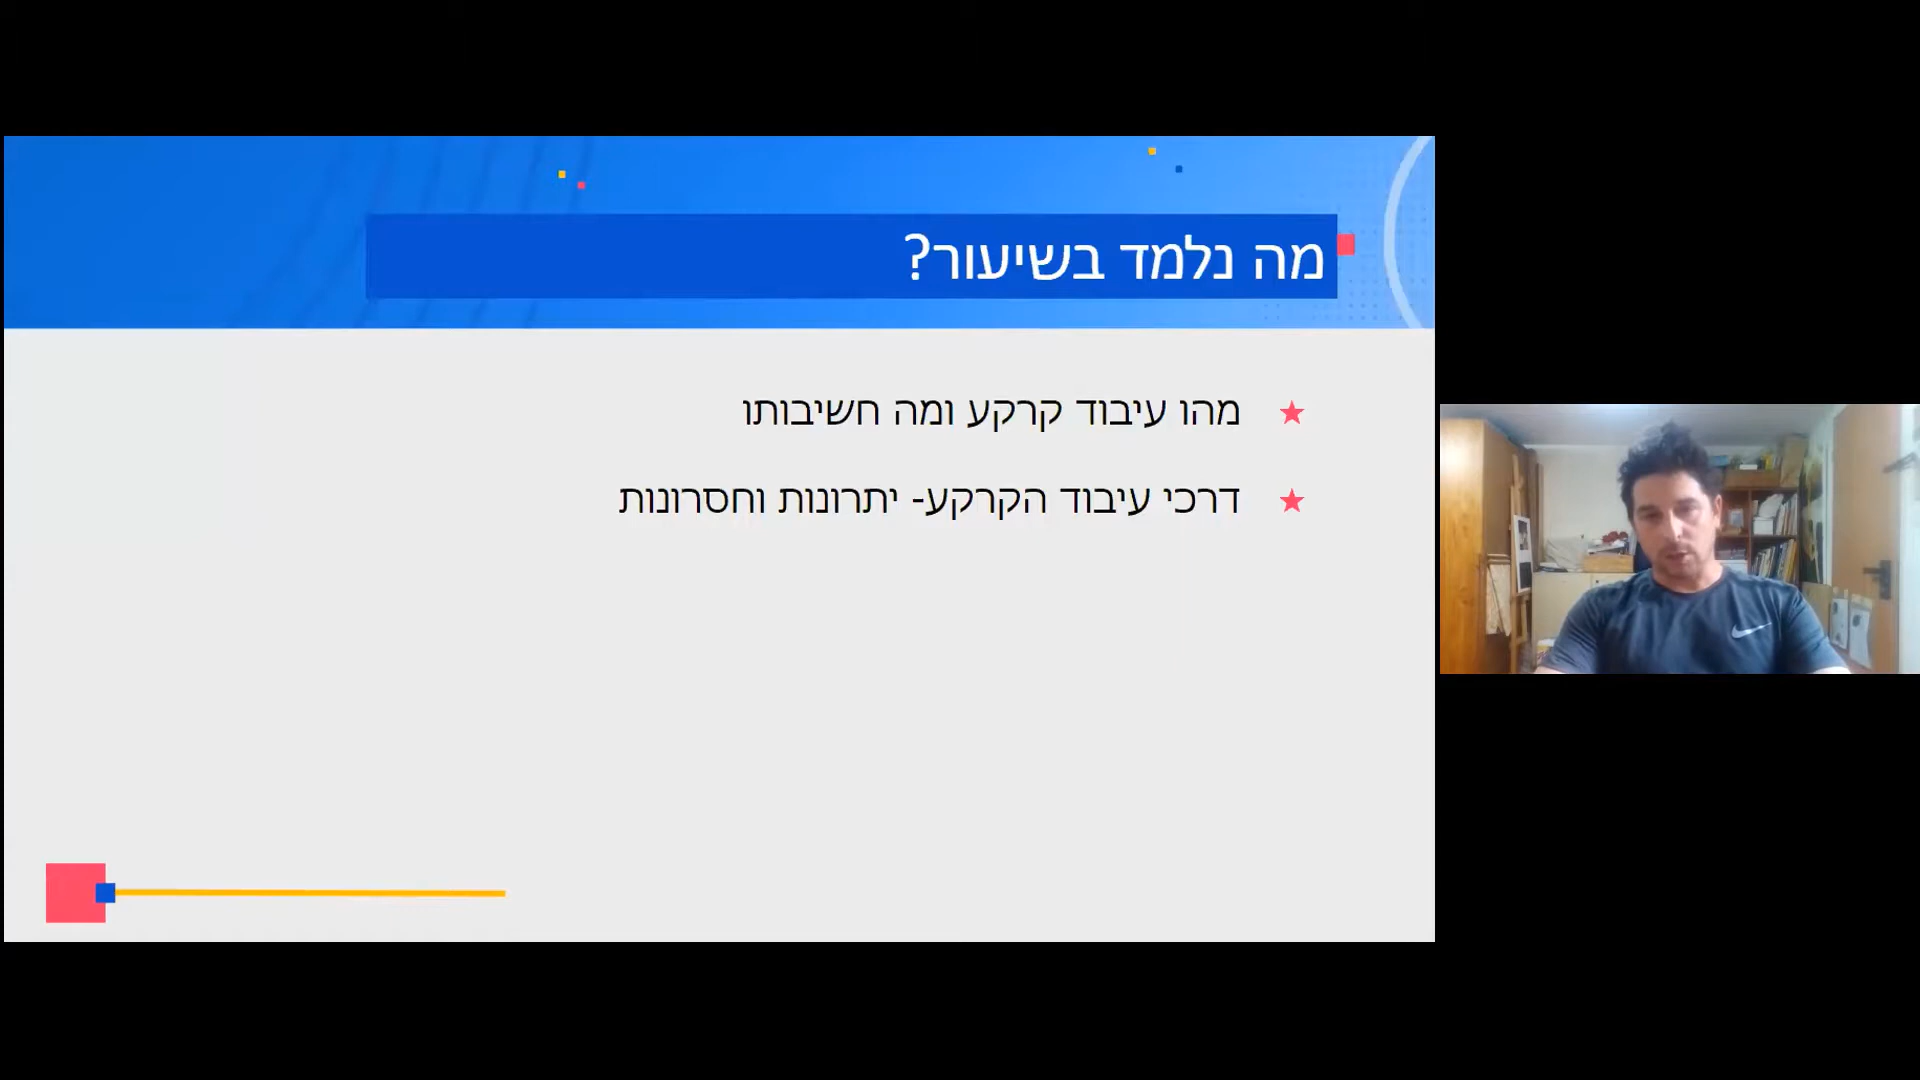 מה נלמד בשיעור?
מהו עיבוד קרקע ומה חשיבותו
דרכי עיבוד הקרקע- יתרונות וחסרונות